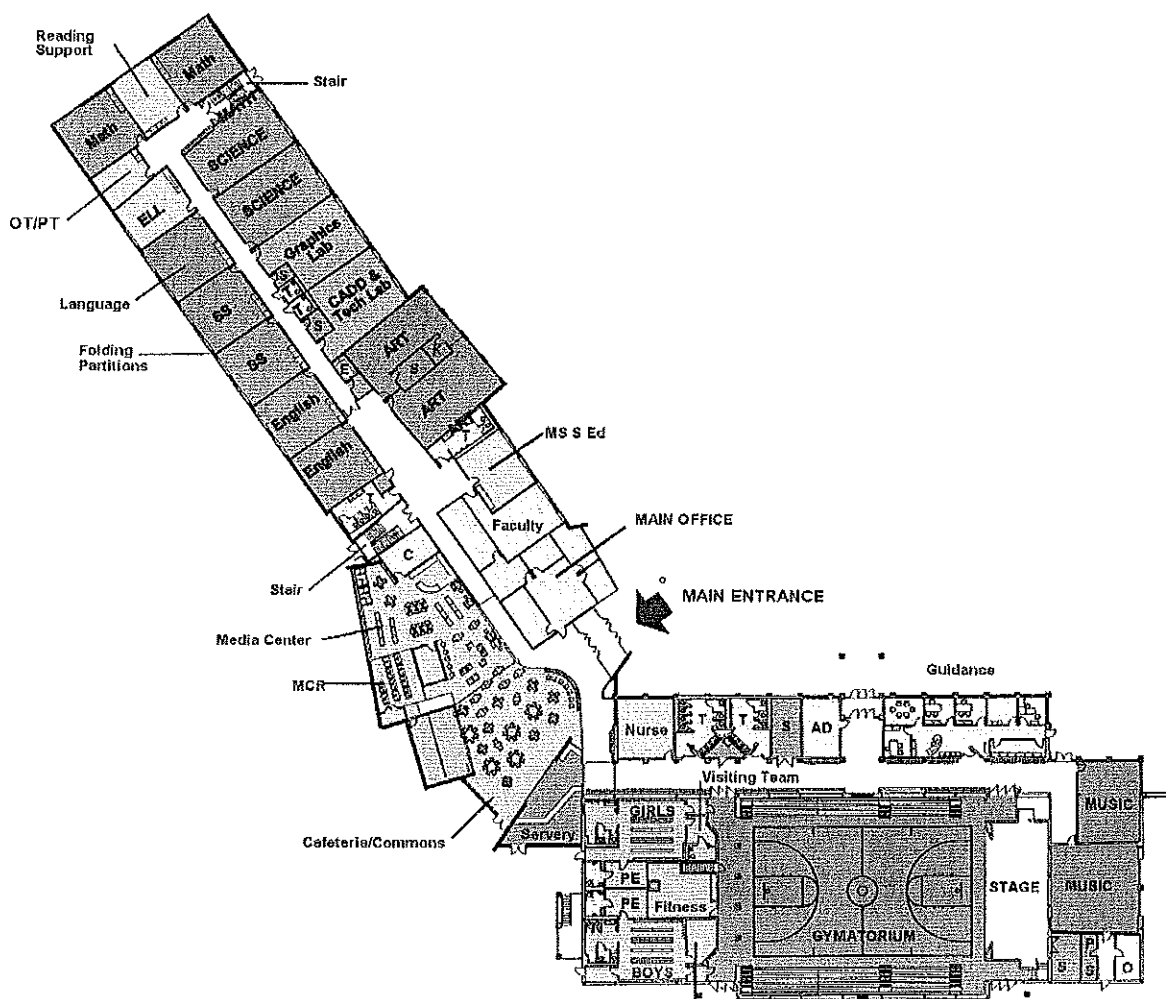 Reading
Support
Math
Stair
Math
MATH
SCIENCE
OT/PT
ELL
SCIENCE
Graphics
Lab
Language
S
T
CADD &
Tech Lab
T
SS
S
ART
Folding
Partitions
SS
E
S
K
English
ART
English
T
MS S Ed
Faculty
MAIN OFFICE
C
Stair
MAIN ENTRANCE
Media Center
Guidance
MCR
Nurse
T
T
S
AD
Visiting Team
MUSIC
GIRLS
Servery
Cafeteria/Commons
PE
STAGE
MUSIC
PE
Fitness
GYMATORIUM
BOYS
S
P
S
O